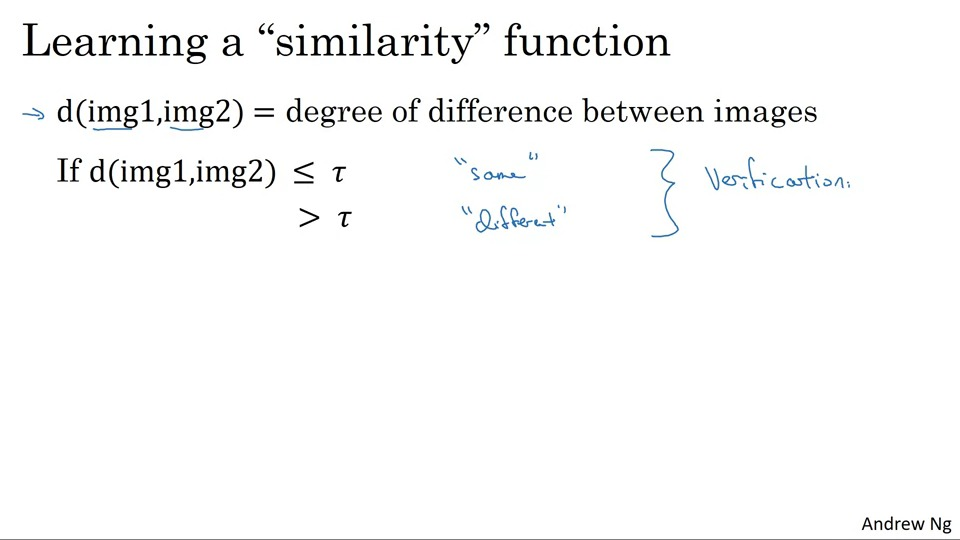 Learning a “similarity” function
→ d(img1,img2) = degree of difference between images
If d(img1,img2) ≤ τ "same"
Verification.
> τ "different"
Andrew Ng